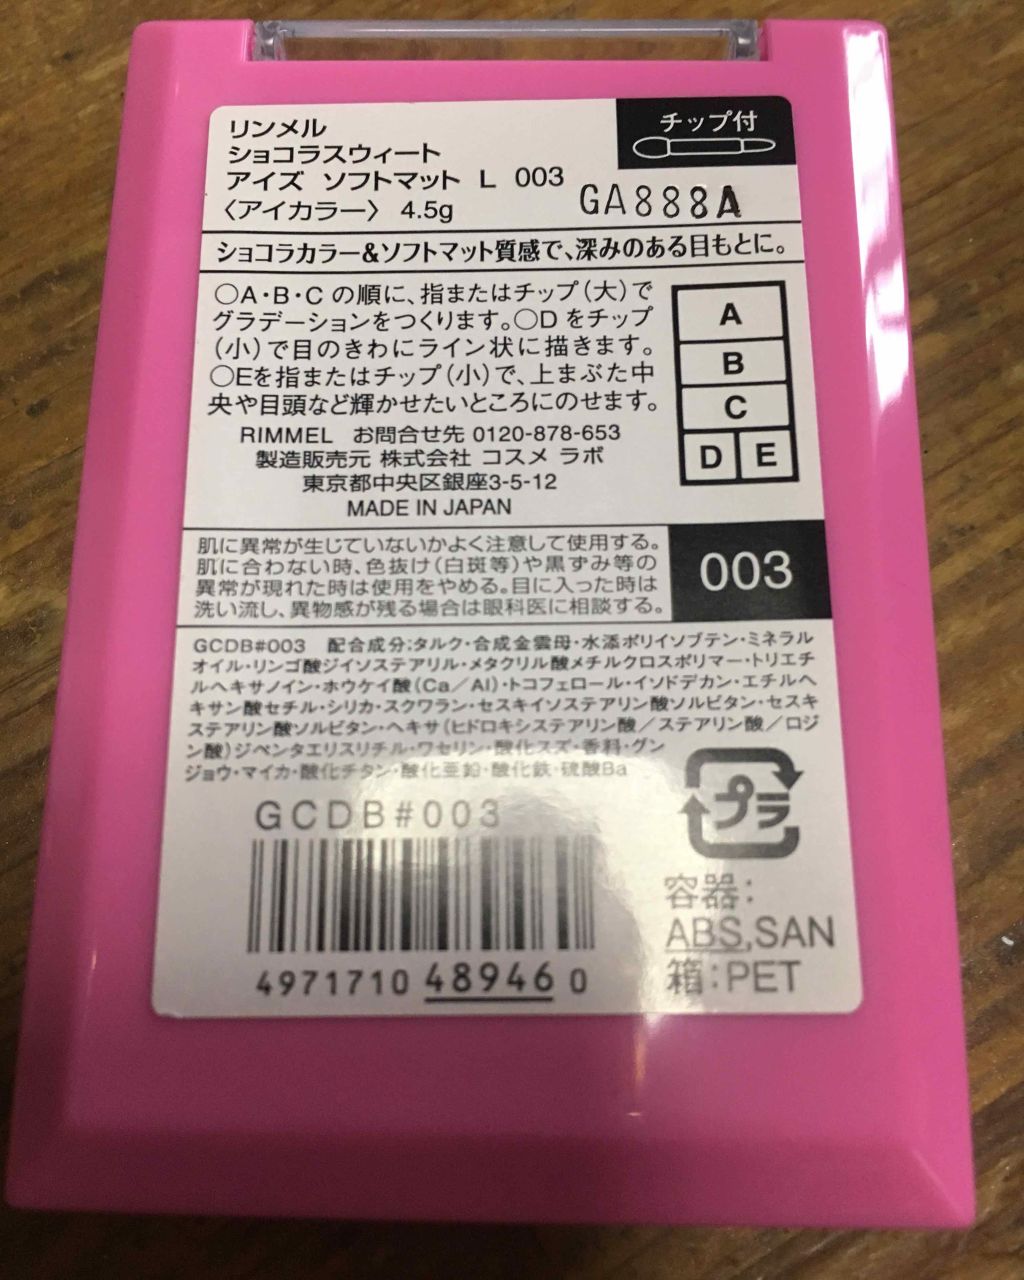 リンメル
ショコラスウィート
アイズ ソフトマット L 003
〈アイカラー〉 4.5g
チップ付
GA888A
ショコラカラー&ソフトマット質感で、深みのある目もとに。
○A・B・C の順に、指またはチップ(大)で
グラデーションをつくります。○D をチップ
(小)で目のきわにライン状に描きます。
○Eを指またはチップ(小)で、上まぶた中
央や目頭など輝かせたいところにのせます。
A
B
C
D E
RIMMEL お問合せ先 0120-878-653
製造販売元 株式会社 コスメ ラボ
東京都中央区銀座3-5-12
MADE IN JAPAN
肌に異常が生じていないかよく注意して使用する。
肌に合わない時、色抜け(白斑等)や黒ずみ等の
異常が現れた時は使用をやめる。目に入った時は
洗い流し、異物感が残る場合は眼科医に相談する。
003
GCDB#003 配合成分:タルク・合成金雲母・水添ポリイソブテン・ミネラル
オイル・リンゴ酸ジイソステアリル・メタクリル酸メチルクロスポリマー・トリエチ
ルヘキサノイン・ホウケイ酸(Ca/Al)・トコフェロール・イソドデカン・エチルヘ
キサン酸セチル・シリカ・スクワラン・セスキイソステアリン酸ソルビタン・セスキ
ステアリン酸ソルビタン・ヘキサ(ヒドロキシステアリン酸/ステアリン酸/ロジ
ン酸)ジペンタエリスリチル・ワセリン・酸化スズ・香料・グン
ジョウ・マイカ・酸化チタン・酸化亜鉛・酸化鉄・硫酸Ba
GCDB#003
4971710 48946 0
プラ
容器:
ABS,SAN
箱:PET